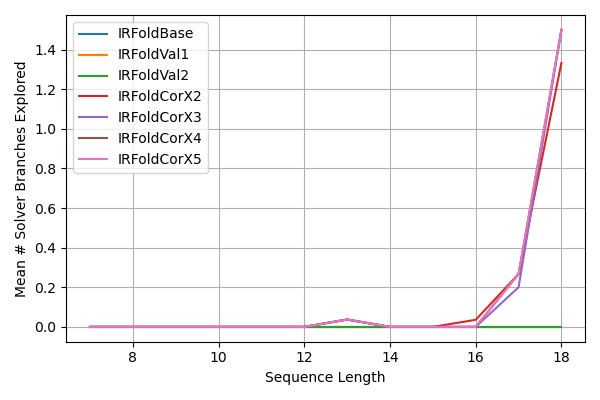 IRFoldBase
IRFoldVal1
IRFoldVal2
IRFoldCorX2
IRFoldCorX3
IRFoldCorX4
IRFoldCorX5
Mean # Solver Branches Explored
1.4
1.2
1.0
0.8
0.6
0.4
0.2
0.0
8 10 12 14 16 18
Sequence Length